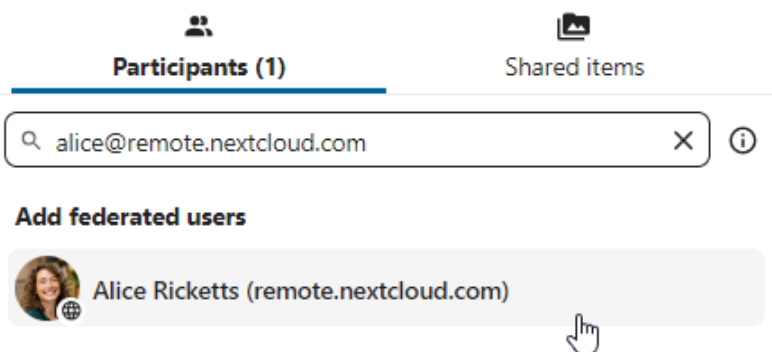 Participants (1)
Shared items
alice@remote.nextcloud.com
Add federated users
Alice Ricketts (remote.nextcloud.com)